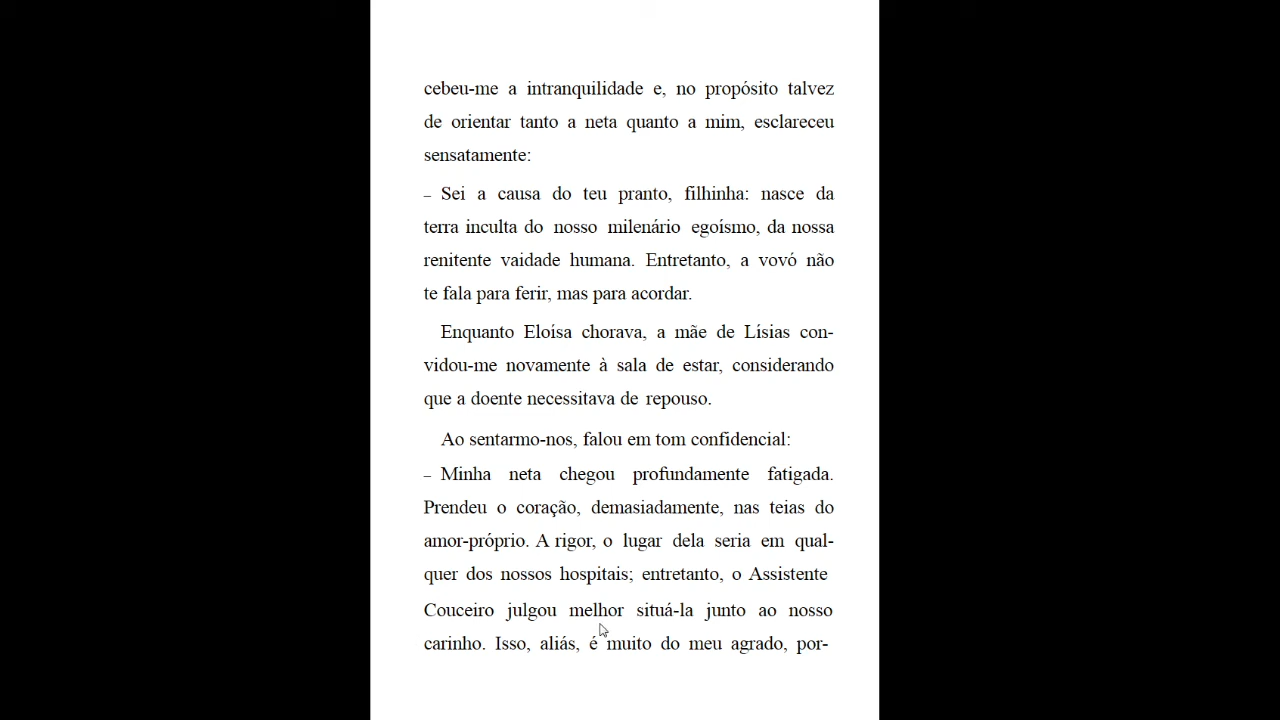 cebeu-me a intranquilidade e, no propósito talvez
de orientar tanto a neta quanto a mim, esclareceu
sensatamente:
– Sei a causa do teu pranto, filhinha: nasce da
terra inculta do nosso milenário egoísmo, da nossa
renitente vaidade humana. Entretanto, a vovó não
te fala para ferir, mas para acordar.
Enquanto Eloísa chorava, a mãe de Lísias con-
vidou-me novamente à sala de estar, considerando
que a doente necessitava de repouso.
Ao sentarmo-nos, falou em tom confidencial:
– Minha neta chegou profundamente fatigada.
Prendeu o coração, demasiadamente, nas teias do
amor-próprio. A rigor, o lugar dela seria em qual-
quer dos nossos hospitais; entretanto, o Assistente
Couceiro julgou melhor situá-la junto ao nosso
carinho. Isso, aliás, é muito do meu agrado, por-